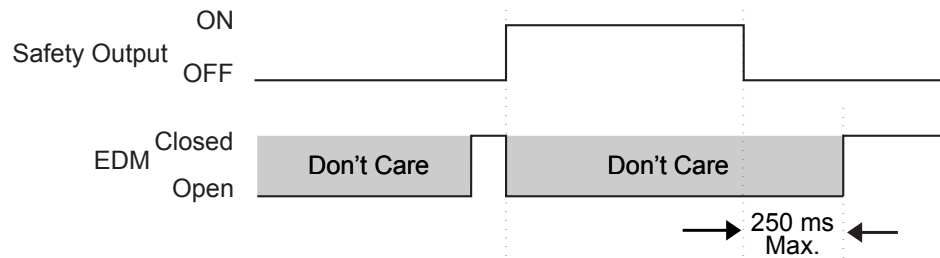 ON
Safety Output
OFF
Closed
EDM
Open
Don't Care
Don't Care
250 ms
Max.